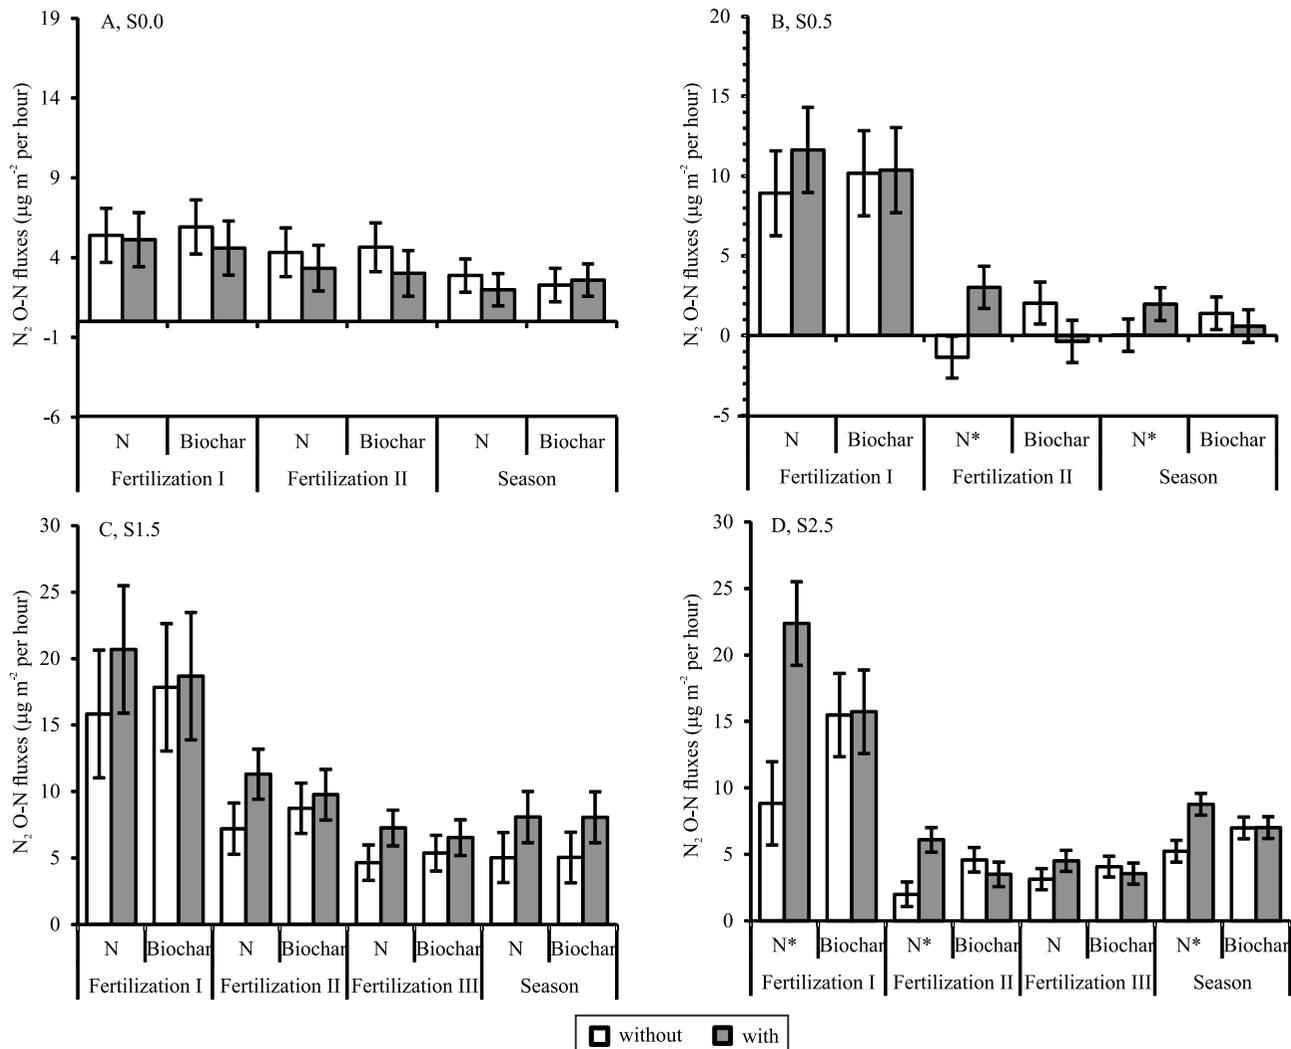 A, S0.0
N₂ O-N fluxes (µg m⁻² per hour)
19
14
9
4
-1
-6
N Biochar N Biochar N Biochar
Fertilization I Fertilization II Season
B, S0.5
N₂ O-N fluxes (µg m⁻² per hour)
20
15
10
5
0
-5
N Biochar N* Biochar N* Biochar
Fertilization I Fertilization II Season
C, S1.5
N₂ O-N fluxes (µg m⁻² per hour)
30
25
20
15
10
5
0
N Biochar N Biochar N Biochar N Biochar
Fertilization I Fertilization II Fertilization III Season
D, S2.5
N₂ O-N fluxes (µg m⁻² per hour)
30
25
20
15
10
5
0
N* Biochar N* Biochar N Biochar N* Biochar
Fertilization I Fertilization II Fertilization III Season
without with